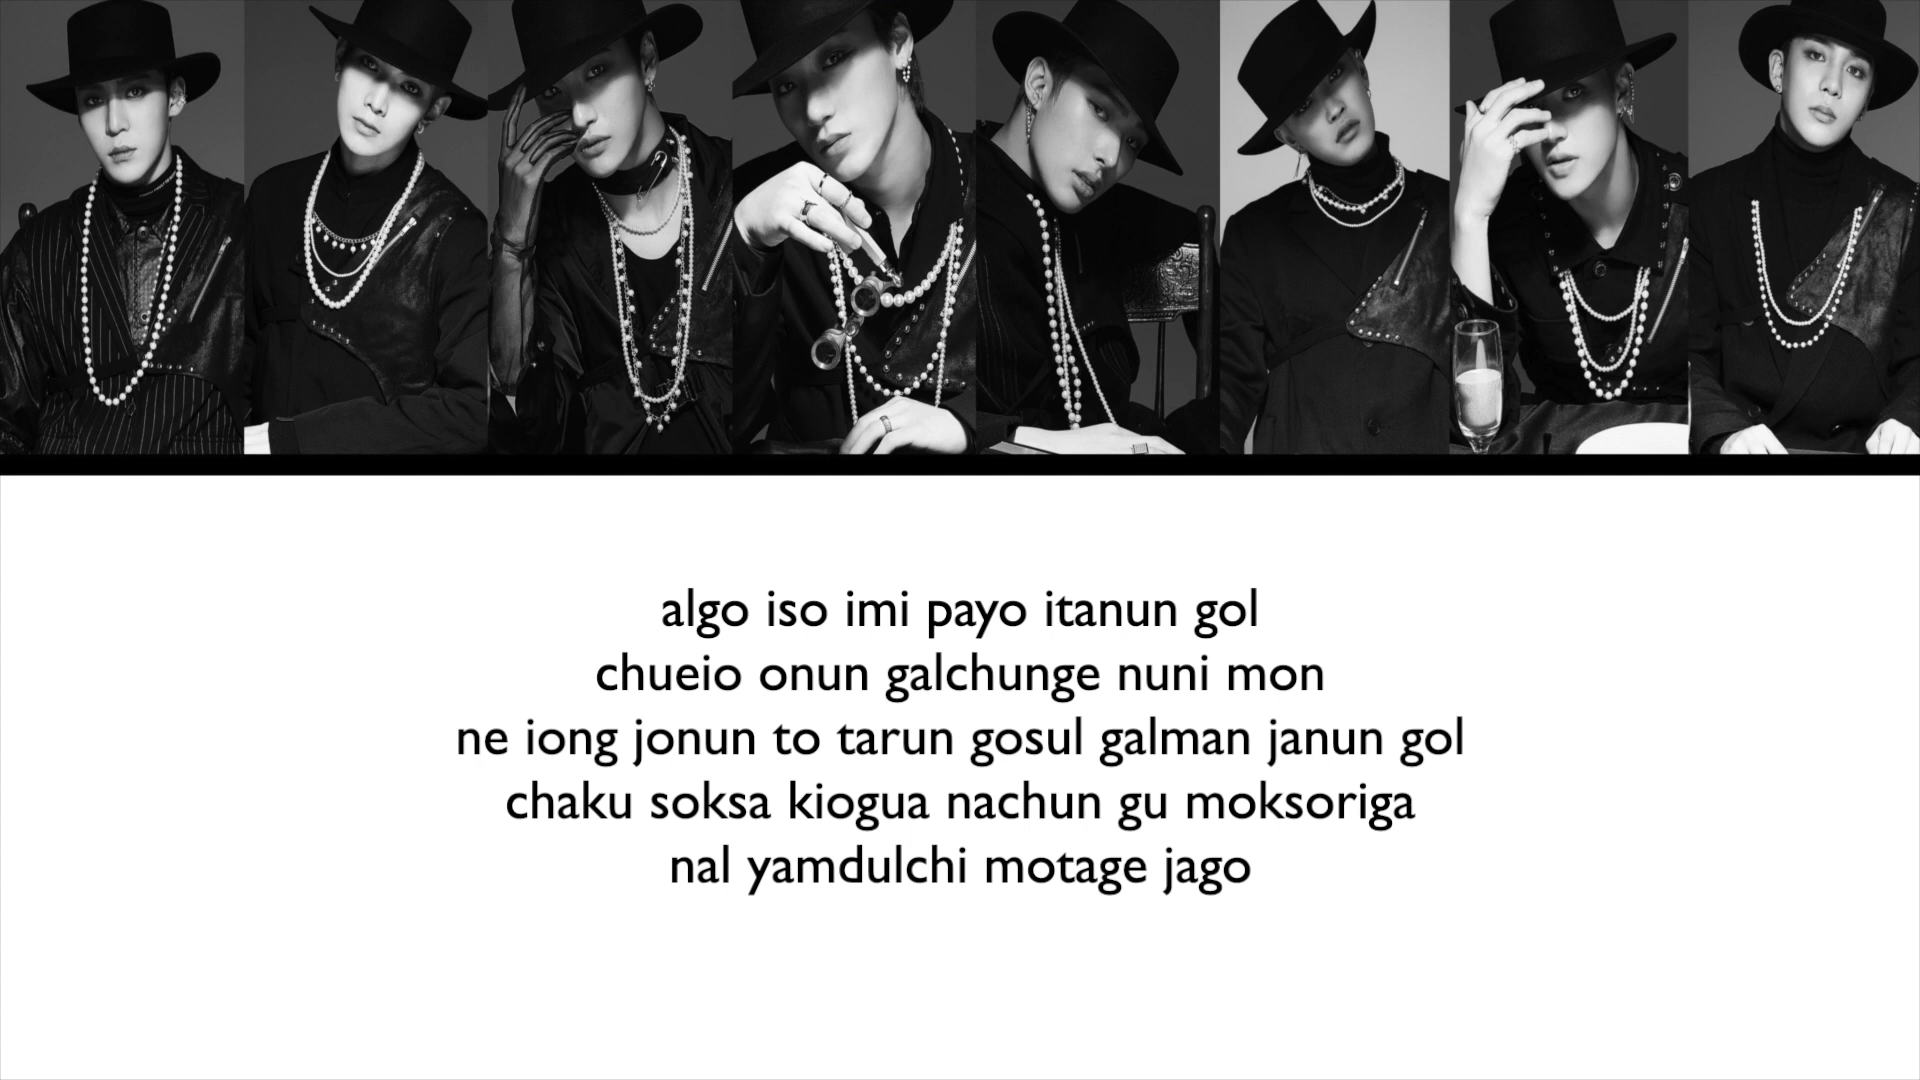 algo iso imi payo itanun gol
chueio onun galchunge nuni mon
ne iong jonun to tarun gosul galman janun gol
chaku soksa kiogua nachun gu moksoriga
nal yamdulchi motage jago